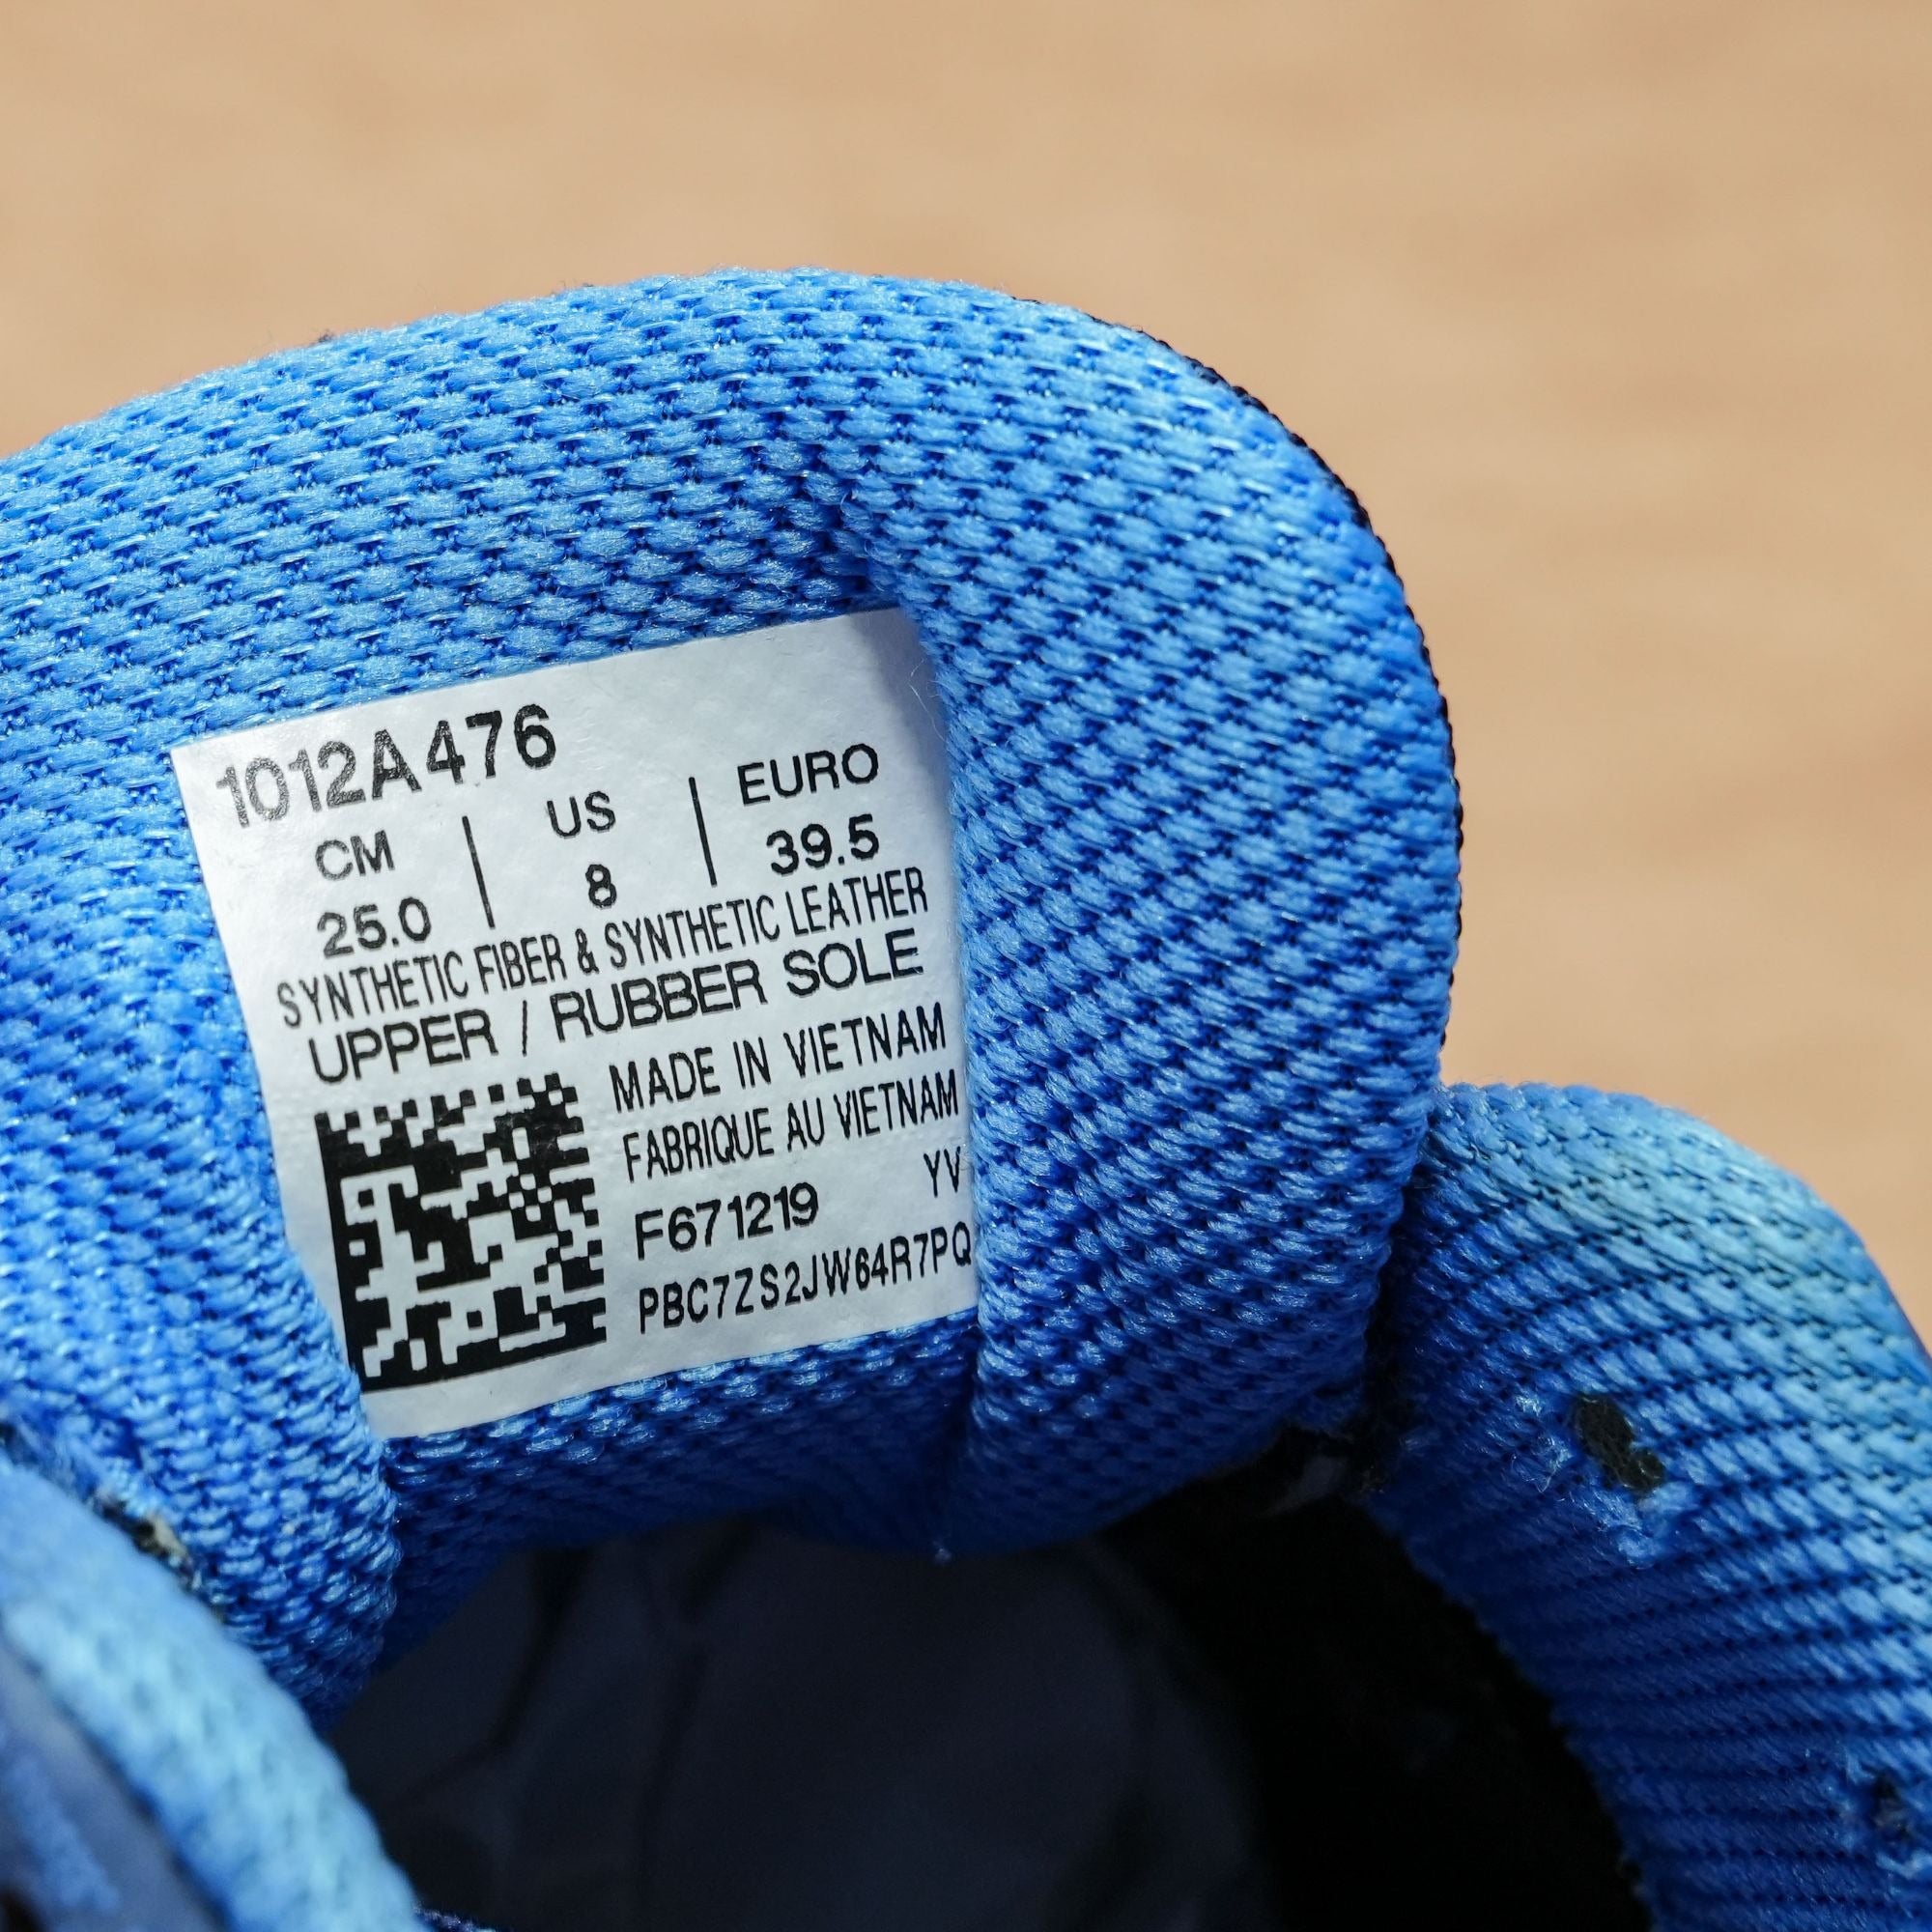 1012A476
CM | US | EURO
25.0 | 8 | 39.5
SYNTHETIC FIBER & SYNTHETIC LEATHER
UPPER / RUBBER SOLE
MADE IN VIETNAM
FABRIQUE AU VIETNAM
YV
F671219
PBC7ZS2JW64R7PQ